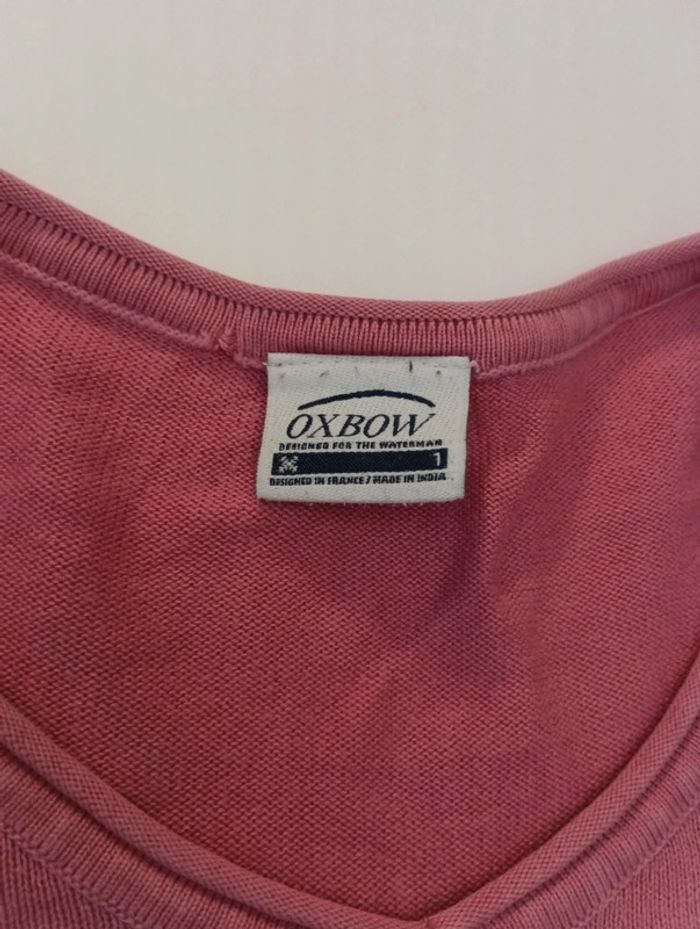 OXBOW
DESIGNED FOR THE WATERMAN
1
DESIGNED IN FRANCE / MADE IN INDIA